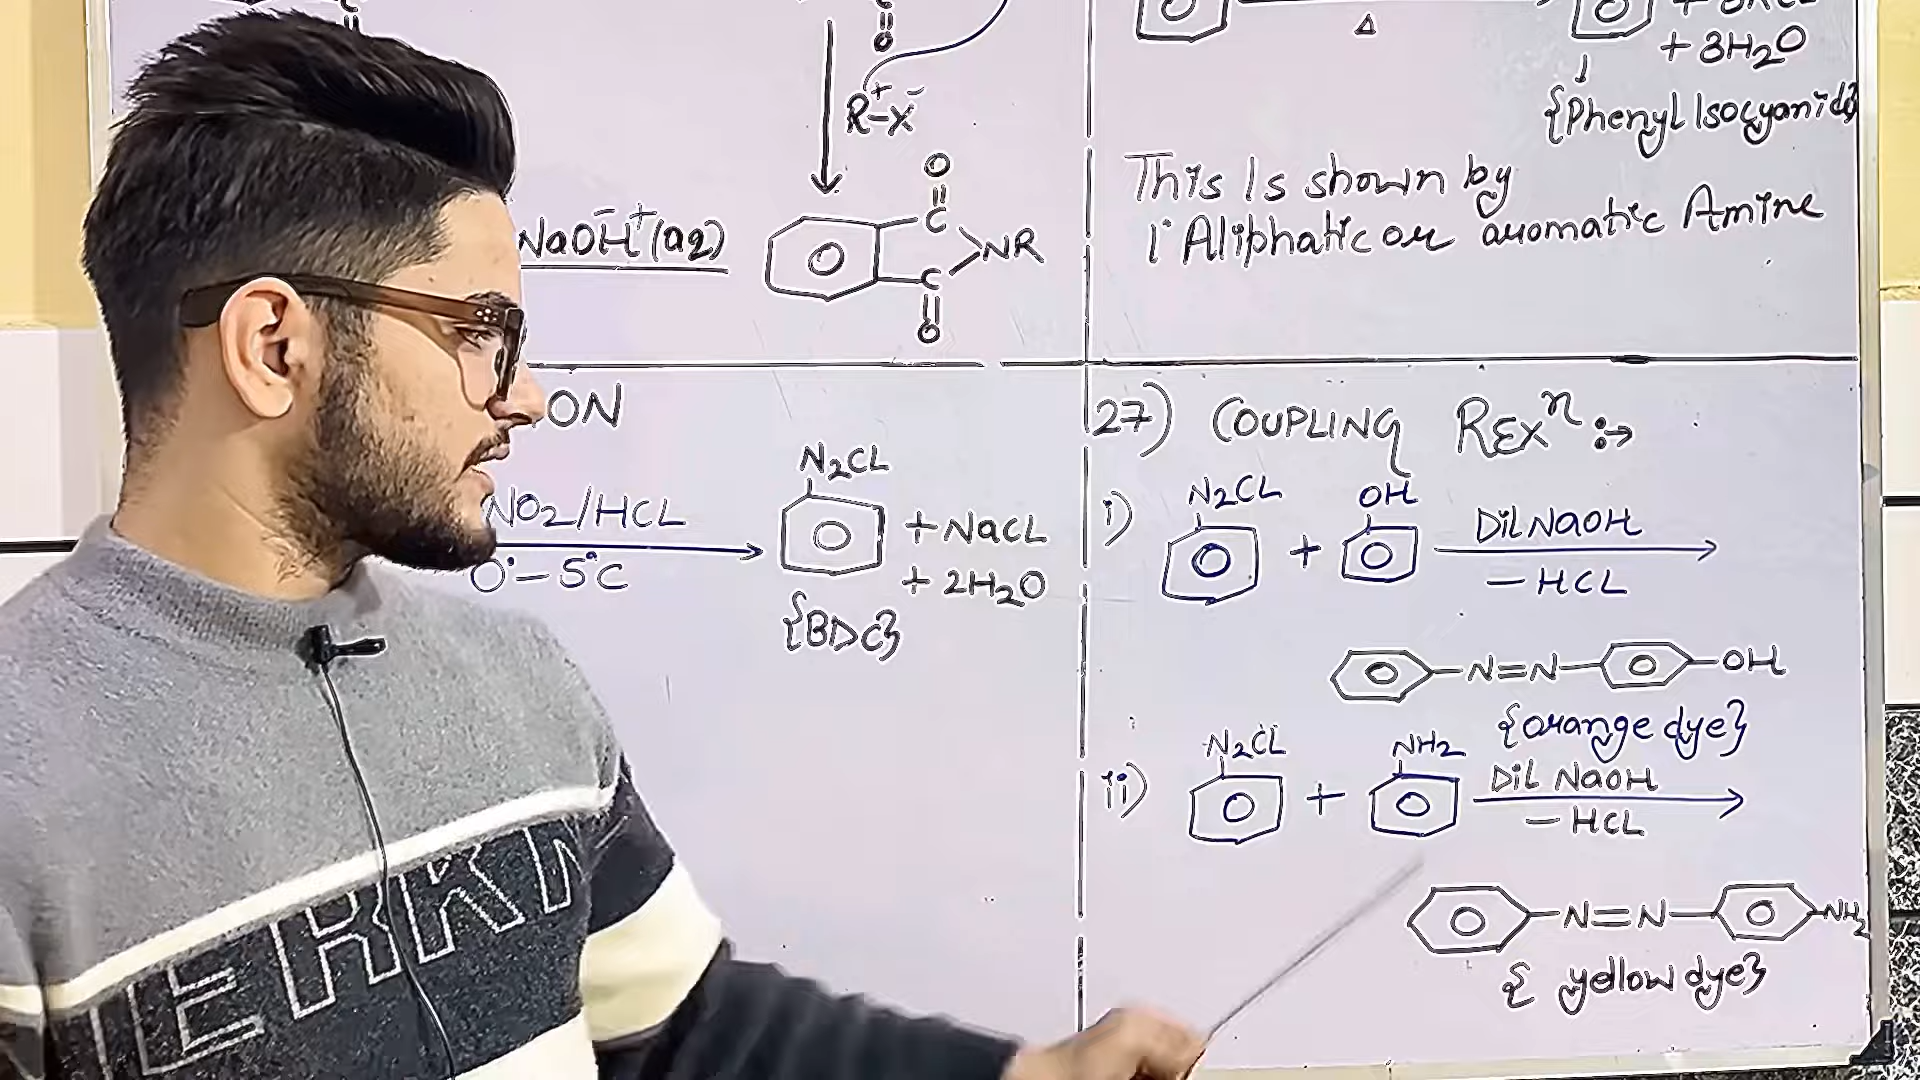 C
O
R⁺–X⁻
NaO⁻H⁺(aq)
O
C
>NR
C
O
Δ
+ 3H2O
{Phenyl Isocyanide}
This Is shown by
1° Aliphatic or aromatic Amine
ON
NO2/HCL
0°–5°C
N2CL
+ NaCL
+ 2H2O
{BDC}
27) COUPLING REXⁿ :→
i) N2CL + OH DiL NaOH
– HCL
–N=N– –OH
{orange dye}
ii) N2CL + NH2 DiL NaOH
– HCL
–N=N– –NH2
{yellow dye}
ERKN